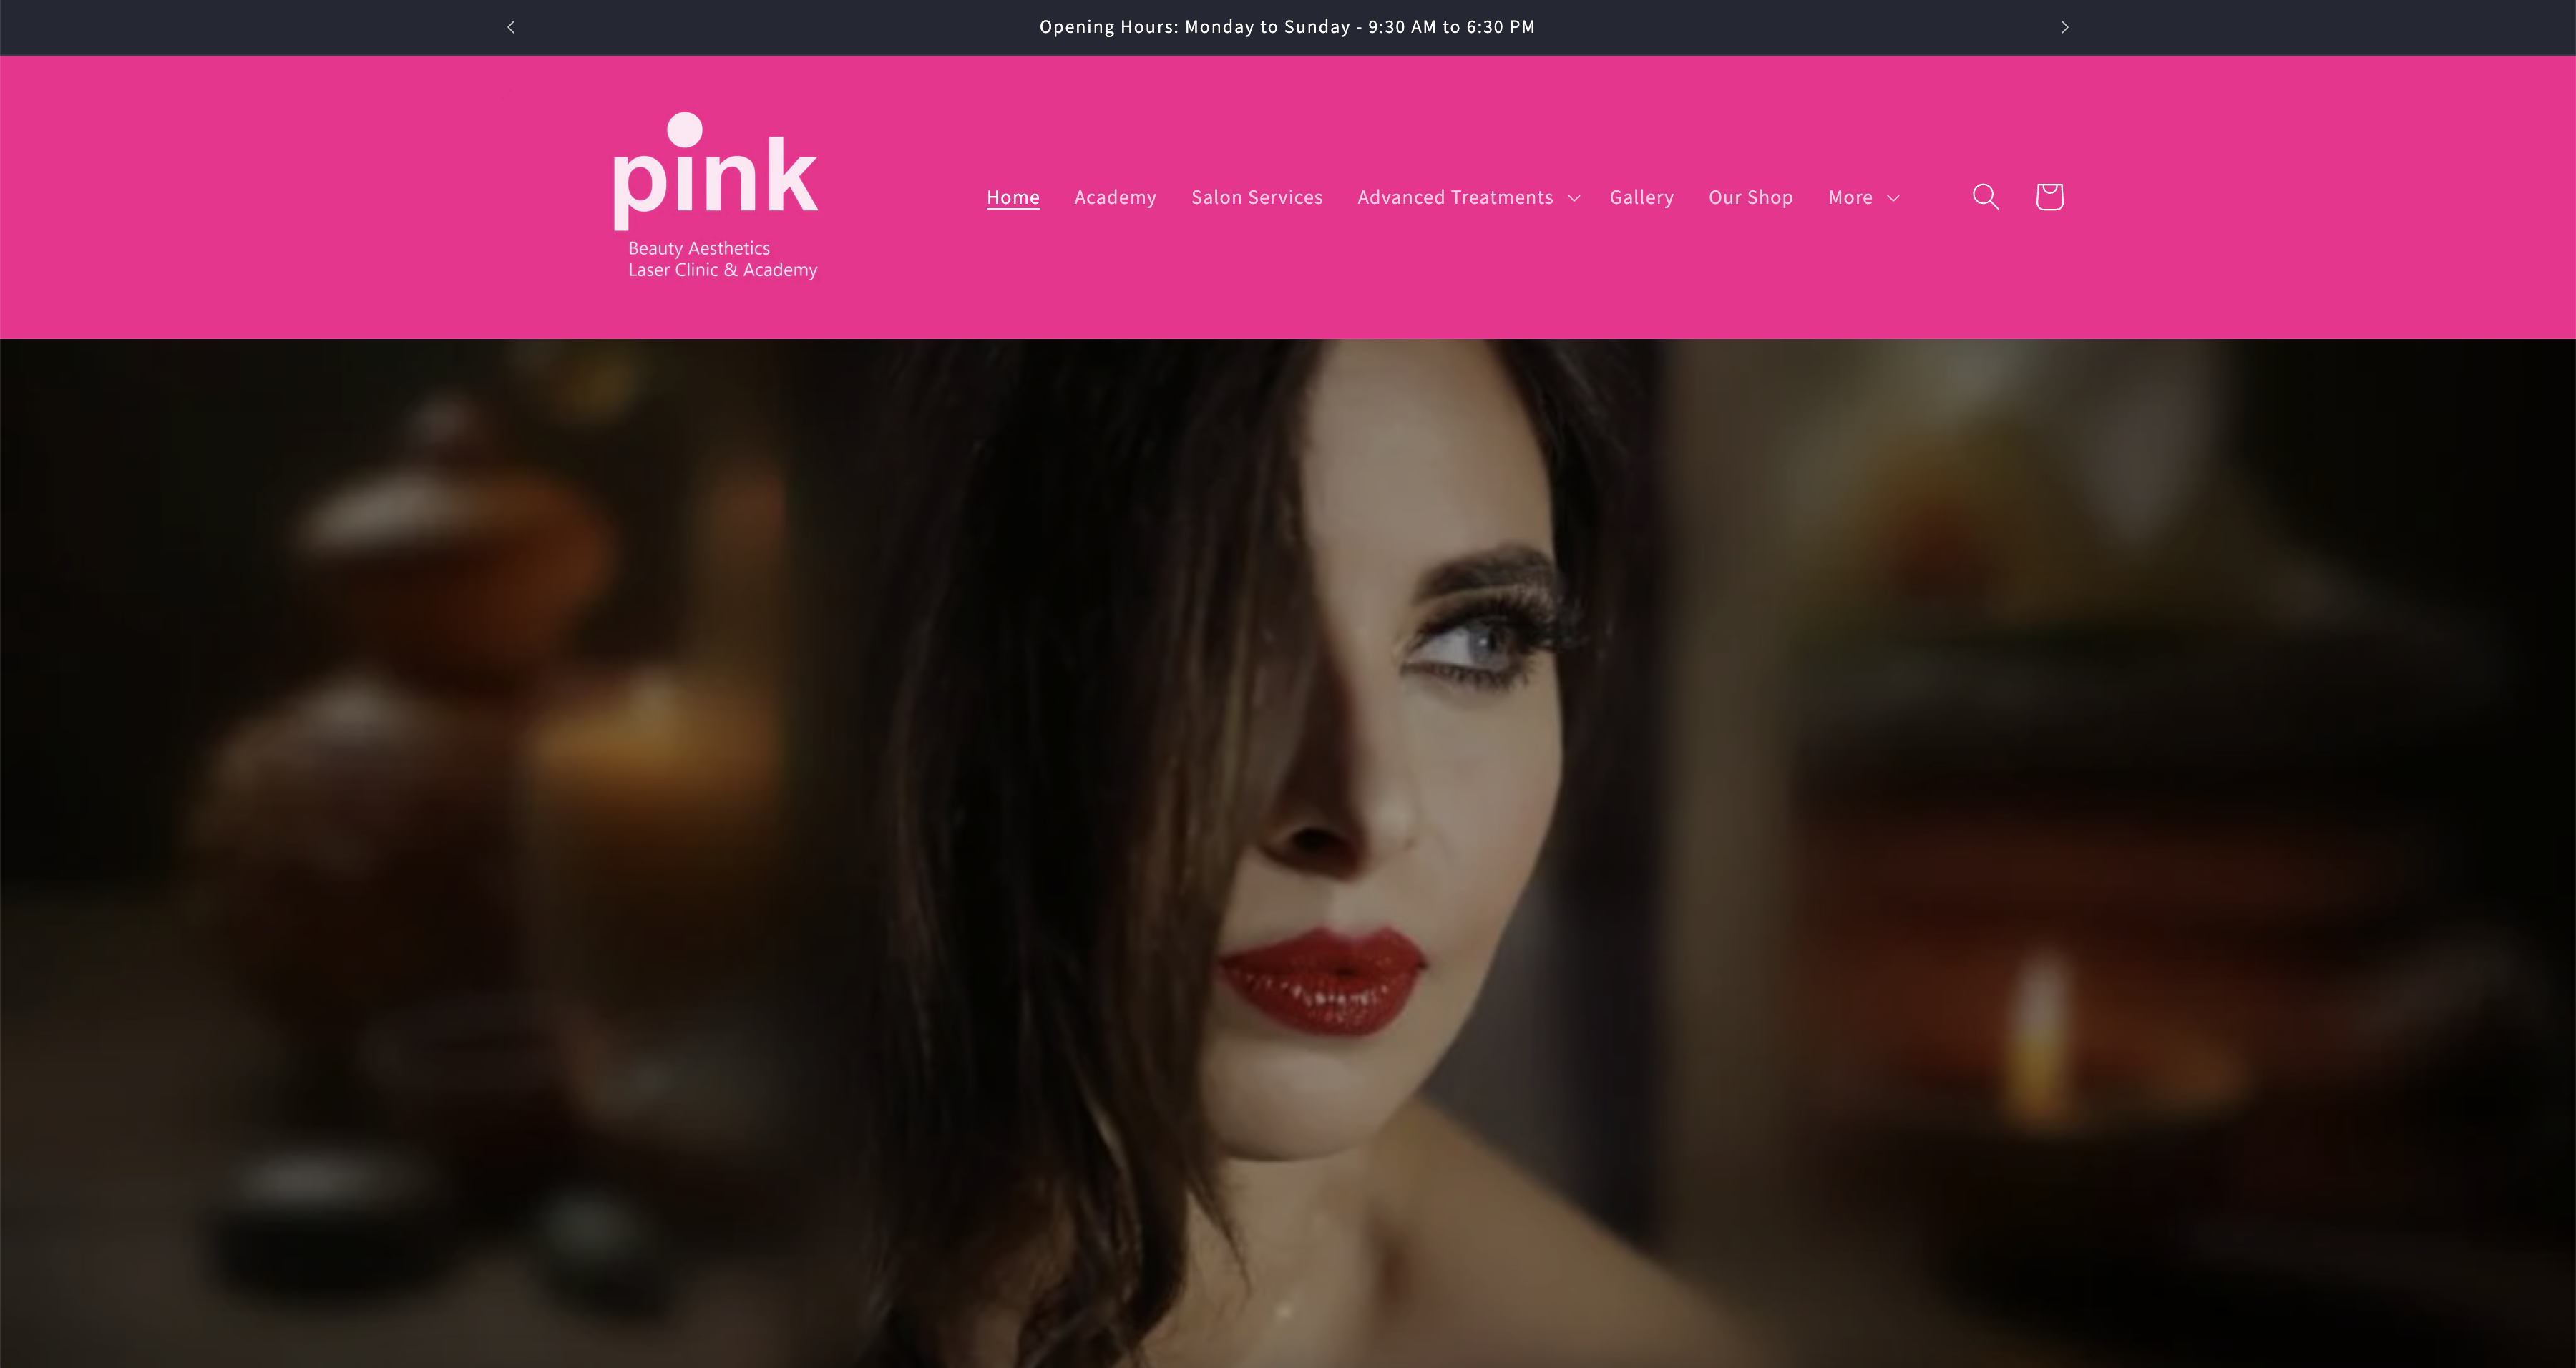 Opening Hours: Monday to Sunday - 9:30 AM to 6:30 PM
pink
Beauty Aesthetics
Laser Clinic & Academy
Home Academy Salon Services Advanced Treatments Gallery Our Shop More